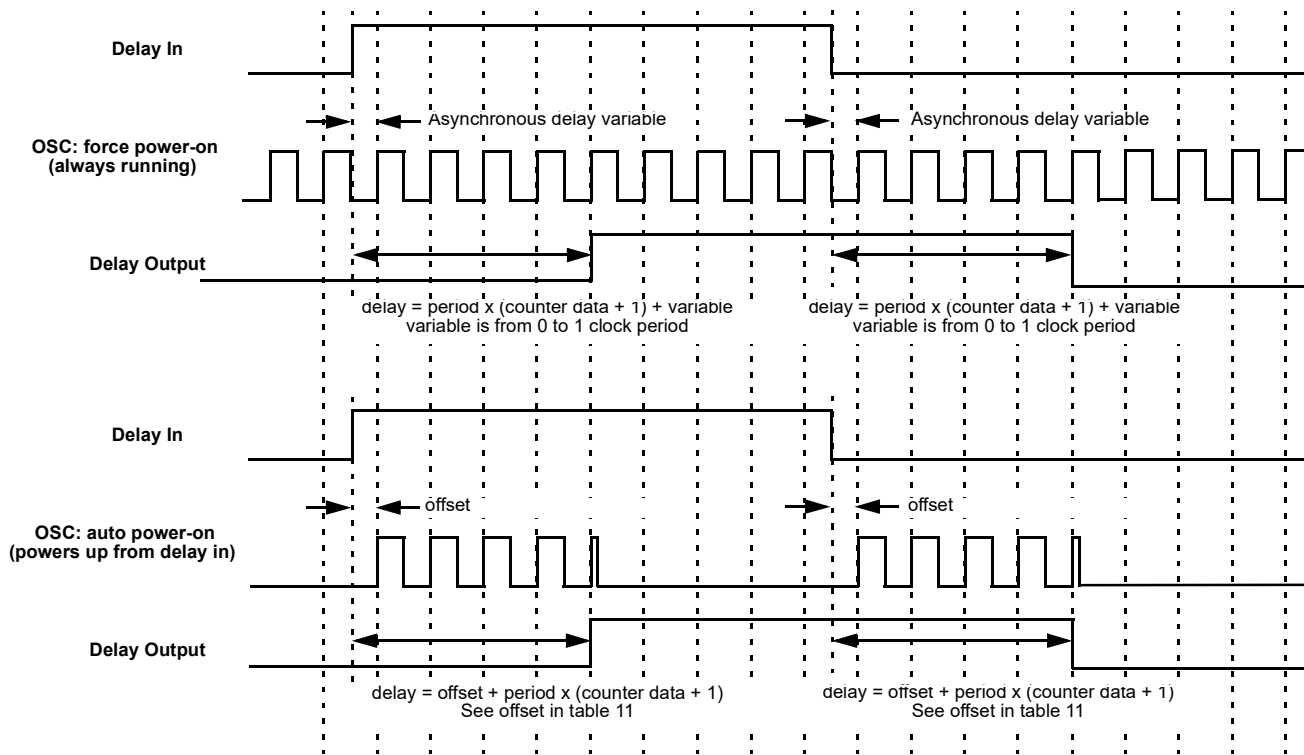 Delay In
Asynchronous delay variable
Asynchronous delay variable
OSC: force power-on
(always running)
Delay Output
delay = period x (counter data + 1) + variable
variable is from 0 to 1 clock period
delay = period x (counter data + 1) + variable
variable is from 0 to 1 clock period
Delay In
offset
offset
OSC: auto power-on
(powers up from delay in)
Delay Output
delay = offset + period x (counter data + 1)
See offset in table 11
delay = offset + period x (counter data + 1)
See offset in table 11